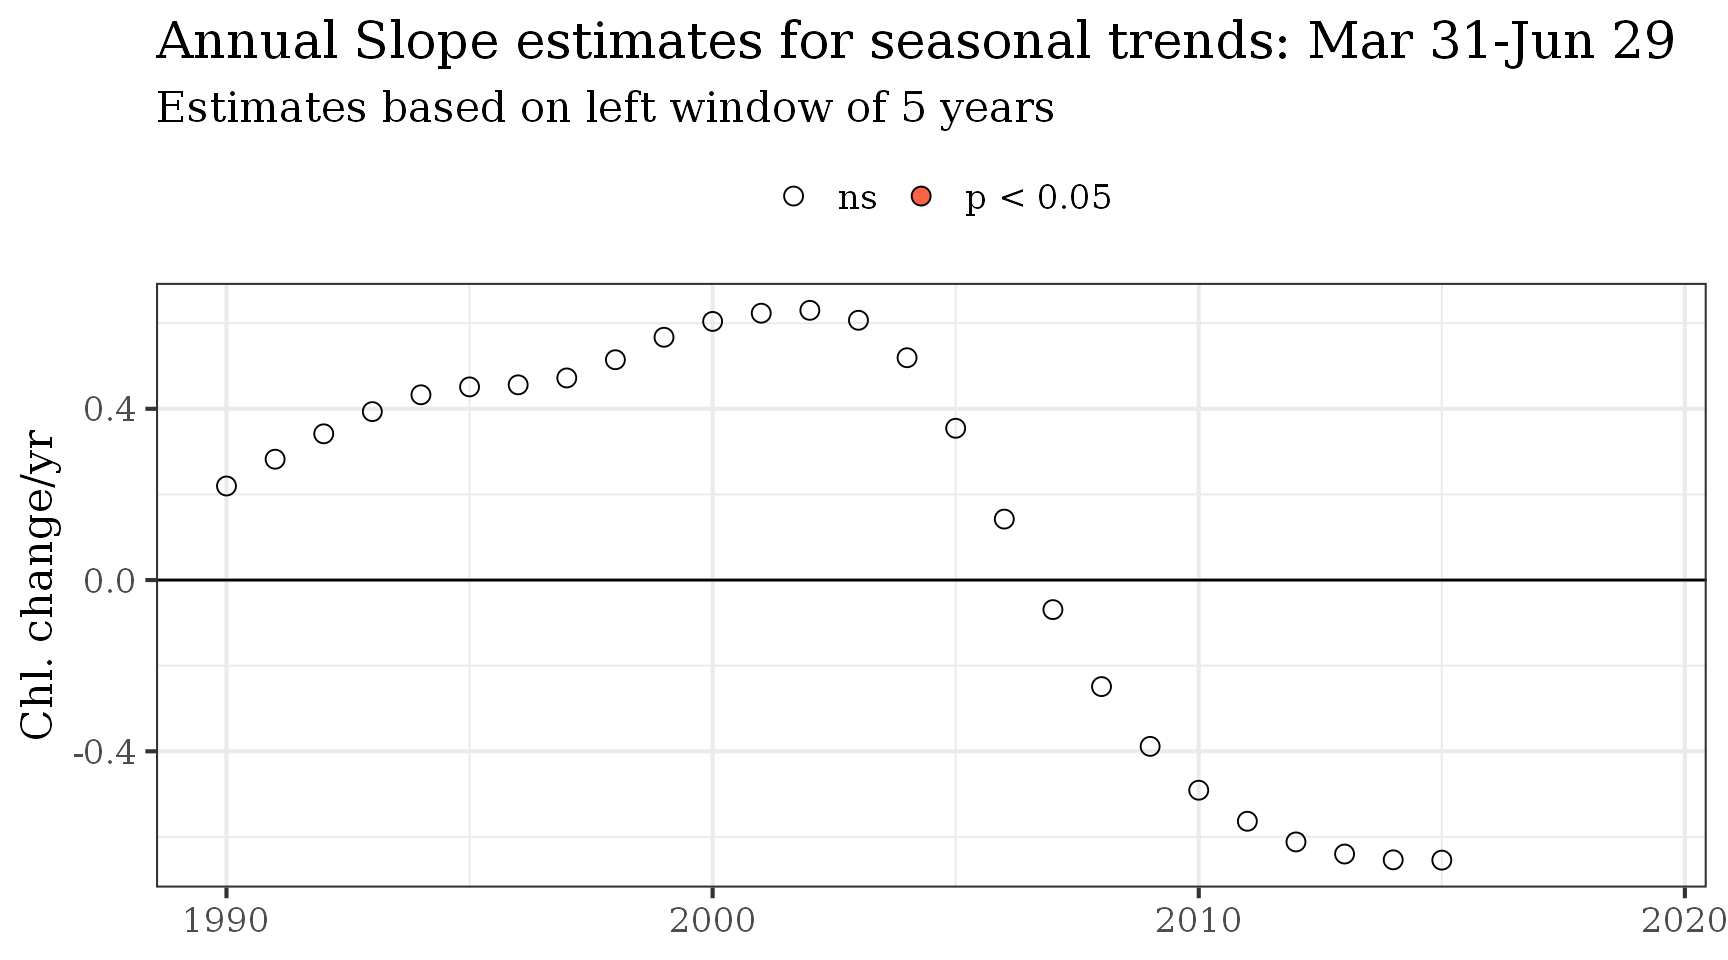 Annual Slope estimates for seasonal trends: Mar 31-Jun 29
Estimates based on left window of 5 years
ns p < 0.05
Chl. change/yr
0.4
0.0
-0.4
1990 2000 2010 2020